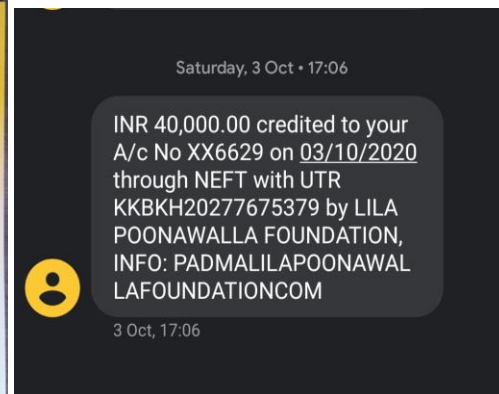 Saturday, 3 Oct • 17:06
INR 40,000.00 credited to your
A/c No XX6629 on 03/10/2020
through NEFT with UTR
KKBKH20277675379 by LILA
POONAWALLA FOUNDATION,
INFO: PADMALILAPOONAWAL
LAFOUNDATIONCOM
3 Oct, 17:06